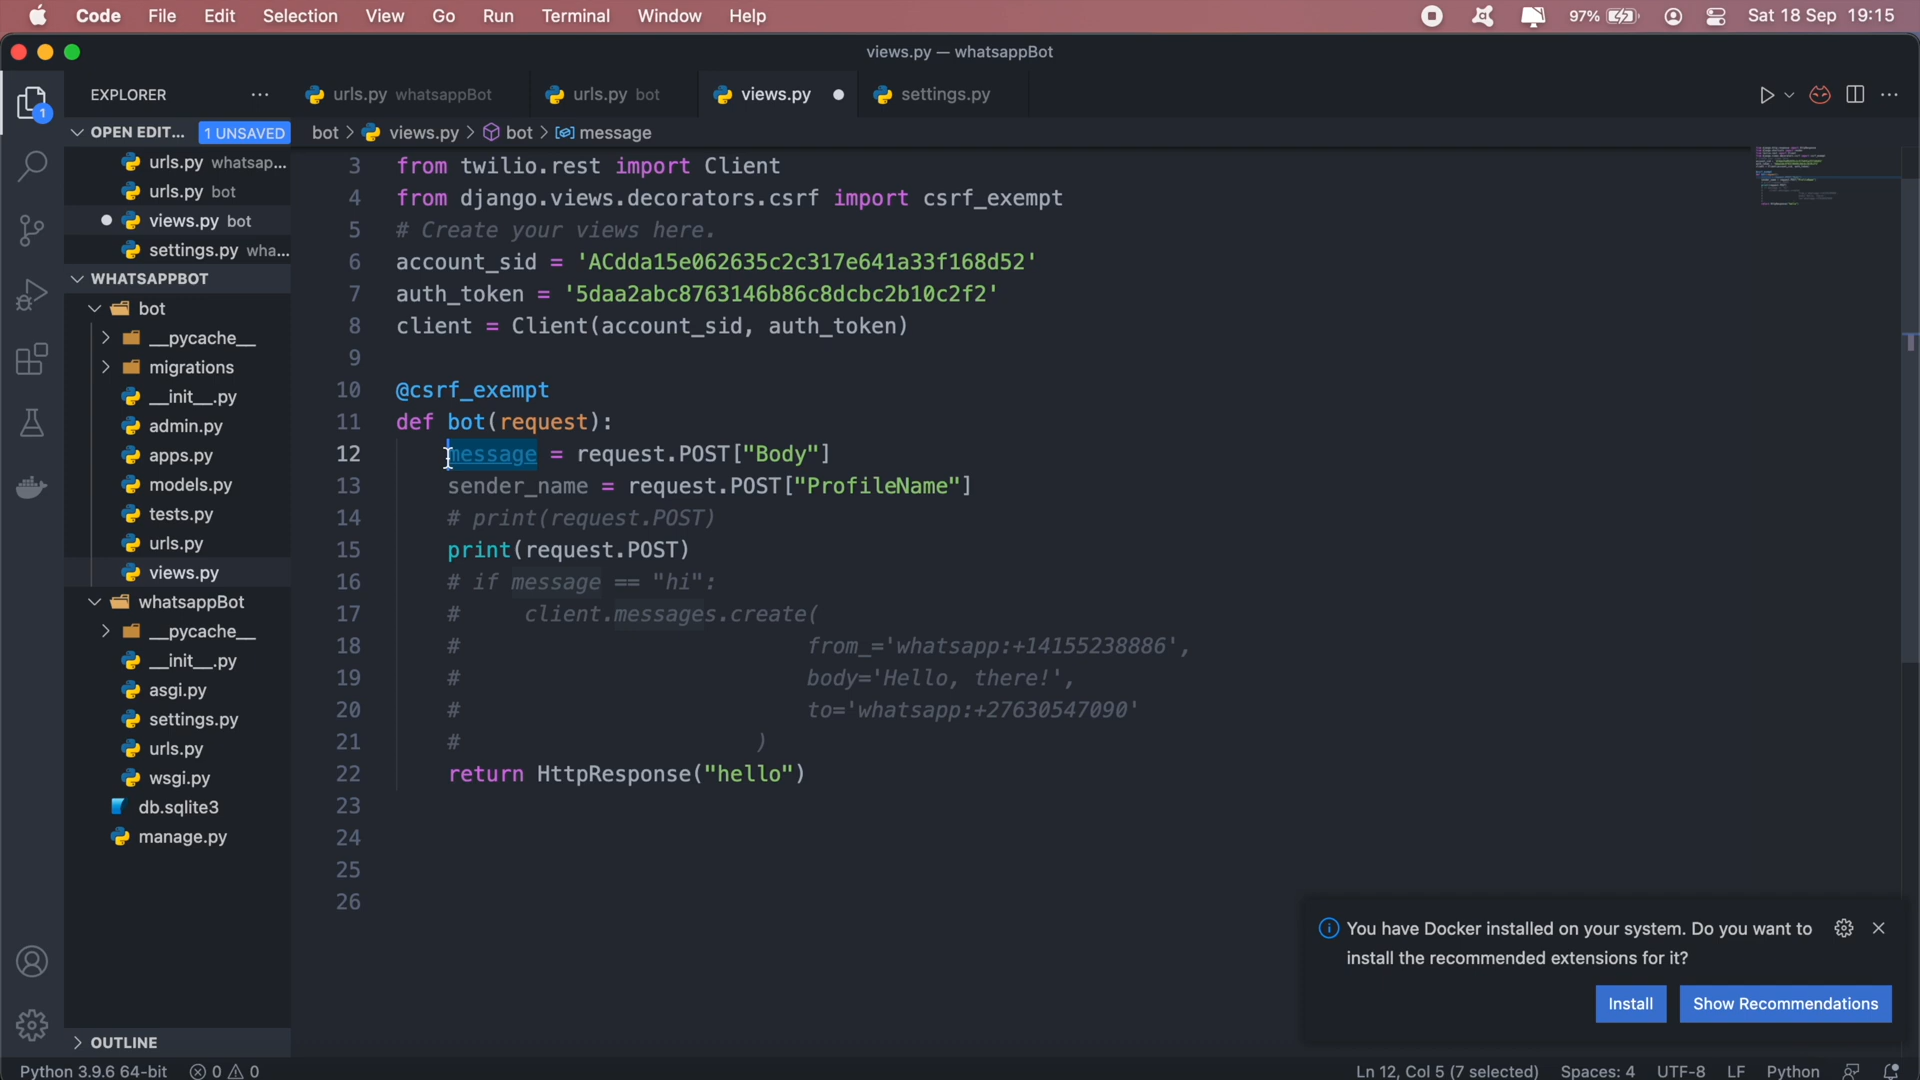 Code File Edit Selection View Go Run Terminal Window Help 97% Sat 18 Sep 19:15
views.py — whatsappBot
EXPLORER ···
urls.py whatsappBot urls.py bot views.py settings.py
OPEN EDIT... 1 UNSAVED
bot > views.py > bot > message
urls.py whatsap...
urls.py bot
views.py bot
settings.py wha...
WHATSAPPBOT
bot
__pycache__
migrations
__init__.py
admin.py
apps.py
models.py
tests.py
urls.py
views.py
whatsappBot
__pycache__
__init__.py
asgi.py
settings.py
urls.py
wsgi.py
db.sqlite3
manage.py
OUTLINE
3 from twilio.rest import Client
4 from django.views.decorators.csrf import csrf_exempt
5 # Create your views here.
6 account_sid = 'ACdda15e062635c2c317e641a33f168d52'
7 auth_token = '5daa2abc8763146b86c8dcbc2b10c2f2'
8 client = Client(account_sid, auth_token)
9
10 @csrf_exempt
11 def bot(request):
12 message = request.POST["Body"]
13 sender_name = request.POST["ProfileName"]
14 # print(request.POST)
15 print(request.POST)
16 # if message == "hi":
17 # client.messages.create(
18 # from_='whatsapp:+14155238886',
19 # body='Hello, there!',
20 # to='whatsapp:+27630547090'
21 # )
22 return HttpResponse("hello")
23
24
25
26
You have Docker installed on your system. Do you want to
install the recommended extensions for it?
Install Show Recommendations
1
Python 3.9.6 64-bit 0 0 Ln 12, Col 5 (7 selected) Spaces: 4 UTF-8 LF Python